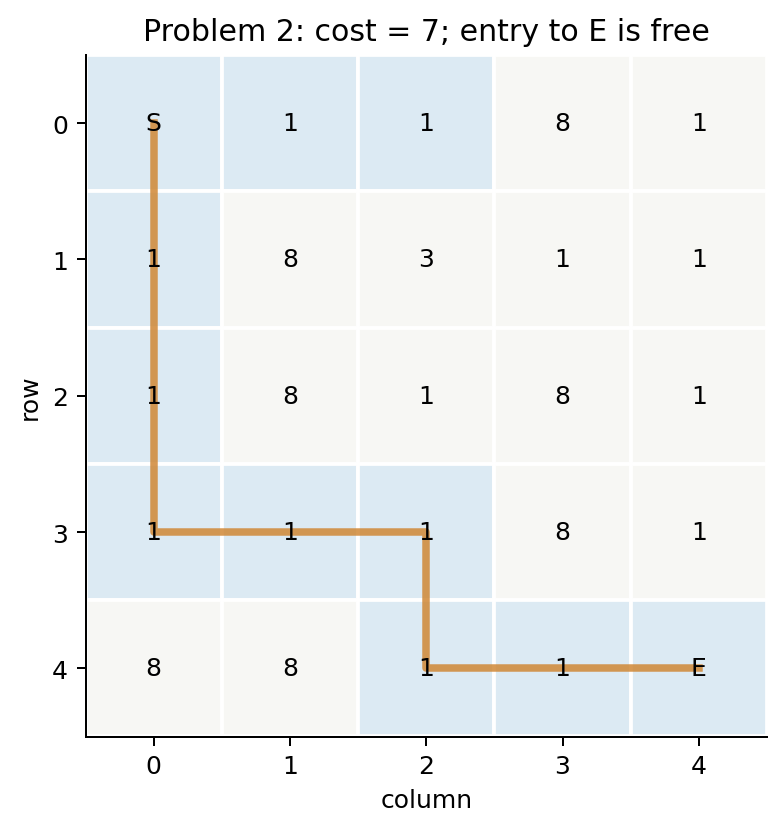 Problem 2: cost = 7; entry to E is free
0 S 1 1 8 1
1 1 8 3 1 1
2 1 8 1 8 1
3 1 1 1 8 1
4 8 8 1 1 E
0 1 2 3 4
row
column